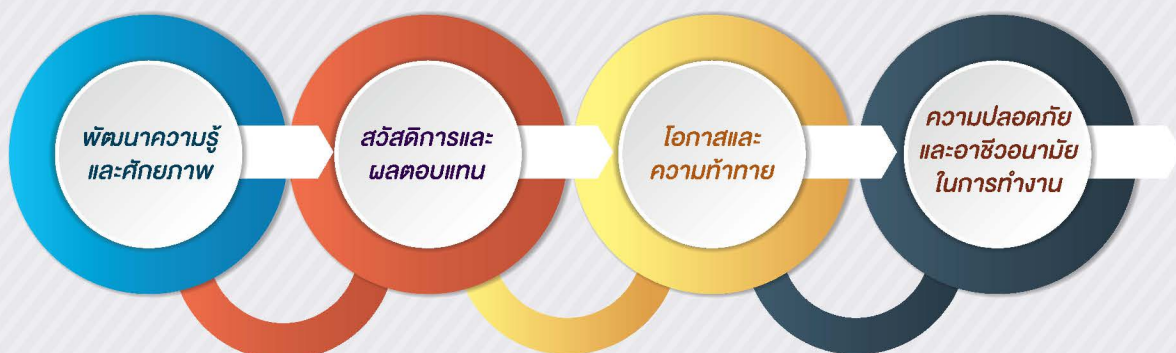 พัฒนาความรู้
และศักยภาพ
สวัสดิการและ
ผลตอบแทน
โอกาสและ
ความท้าทาย
ความปลอดภัย
และอาชีวอนามัย
ในการทำงาน